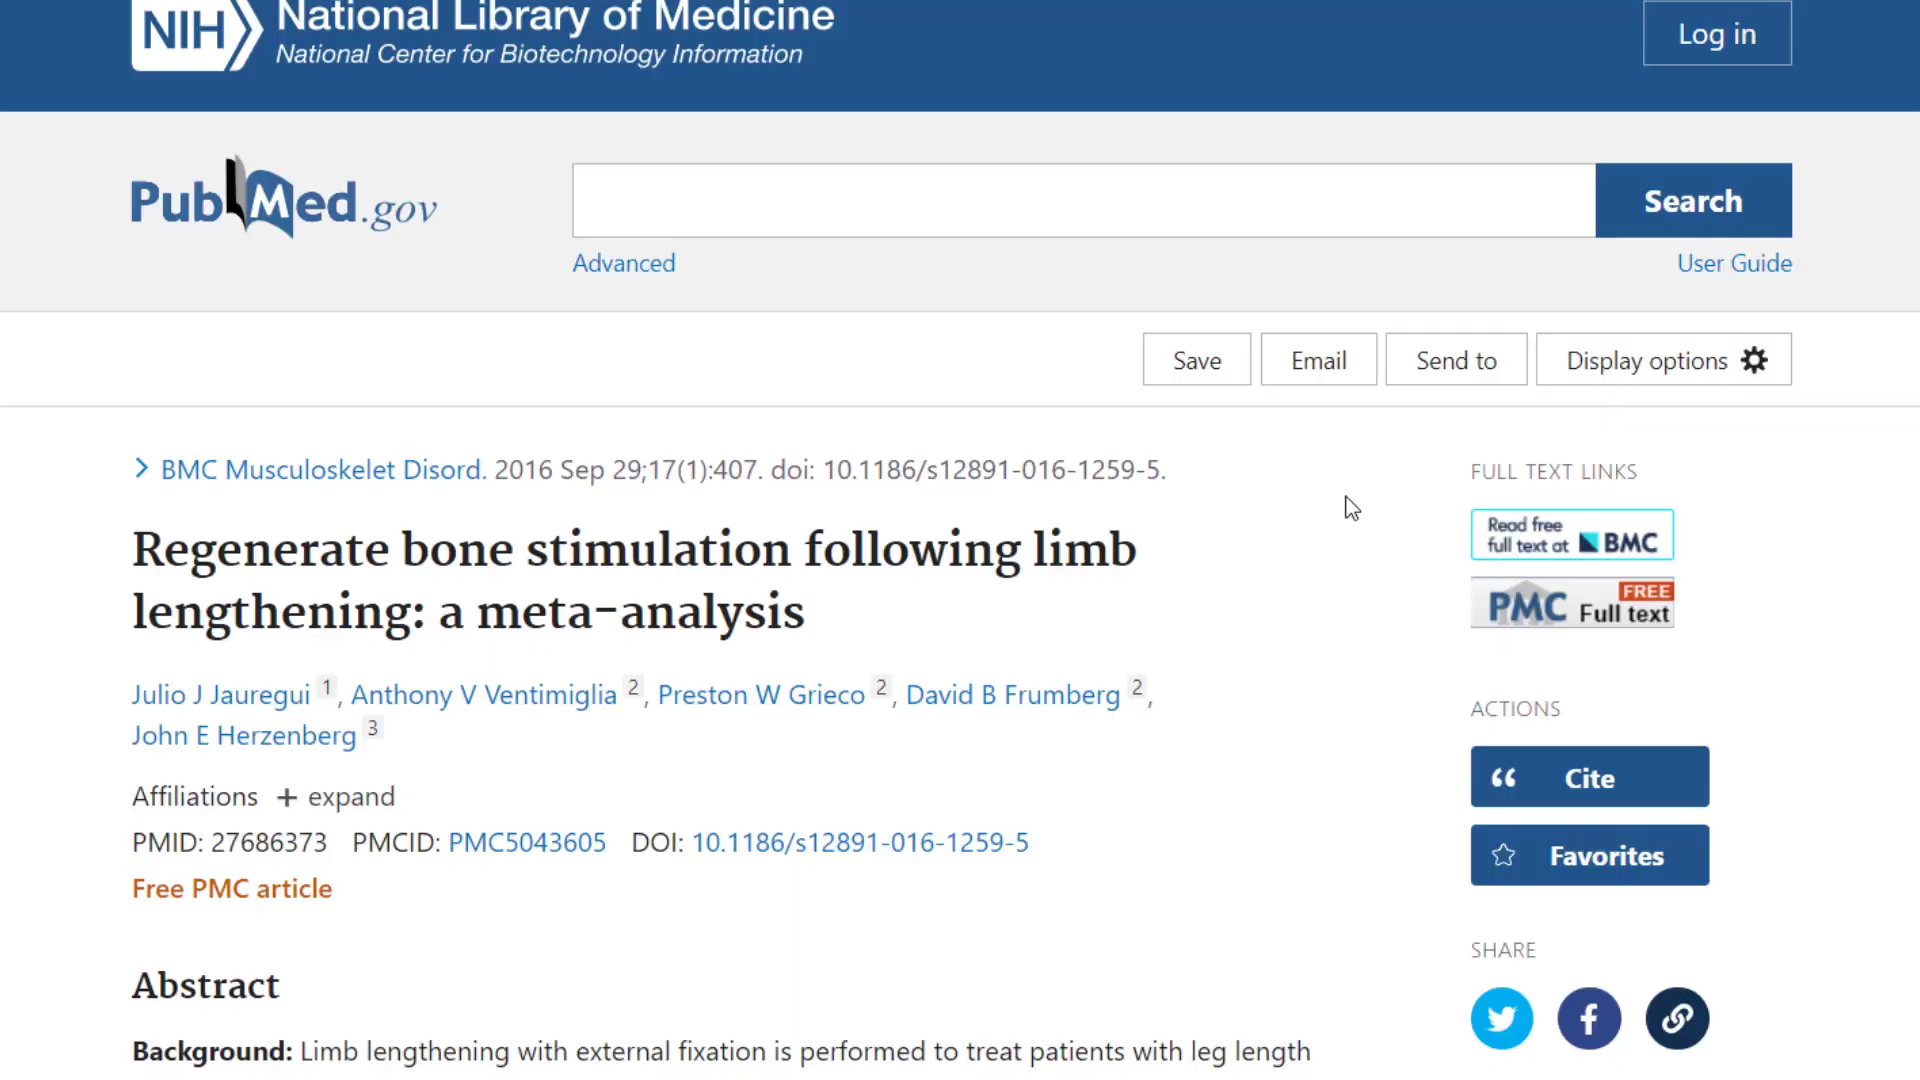 NIH National Library of Medicine
National Center for Biotechnology Information
Log in
PubMed.gov
Search
Advanced
User Guide
Save
Email
Send to
Display options
BMC Musculoskelet Disord. 2016 Sep 29;17(1):407. doi: 10.1186/s12891-016-1259-5.
Regenerate bone stimulation following limb
lengthening: a meta-analysis
Julio J Jauregui 1, Anthony V Ventimiglia 2, Preston W Grieco 2, David B Frumberg 2,
John E Herzenberg 3
Affiliations + expand
PMID: 27686373 PMCID: PMC5043605 DOI: 10.1186/s12891-016-1259-5
Free PMC article
Abstract
Background: Limb lengthening with external fixation is performed to treat patients with leg length
FULL TEXT LINKS
Read free
full text at BMC
PMC FREE
Full text
ACTIONS
Cite
Favorites
SHARE